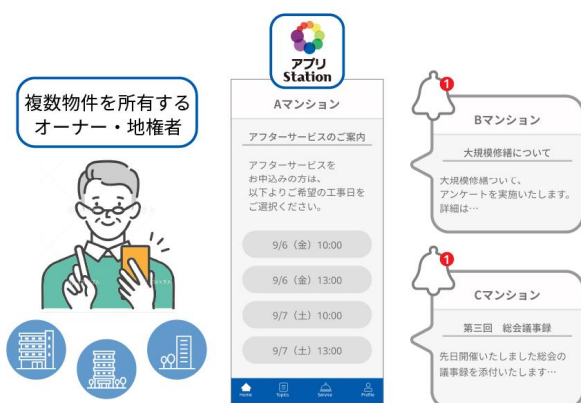 アプリ
Station
複数物件を所有する
オーナー・地権者
Aマンション
アフターサービスのご案内
アフターサービスを
お申込みの方は、
以下よりご希望の工事日を
ご選択ください。
9/6（金）10:00
9/6（金）13:00
9/7（土）10:00
9/7（土）13:00
Home
Topics
Service
Profile
1
Bマンション
大規模修繕について
大規模修繕ついて、
アンケートを実施いたします。
詳細は…
1
Cマンション
第三回 総会議事録
先日開催いたしました総会の
議事録を添付いたします…